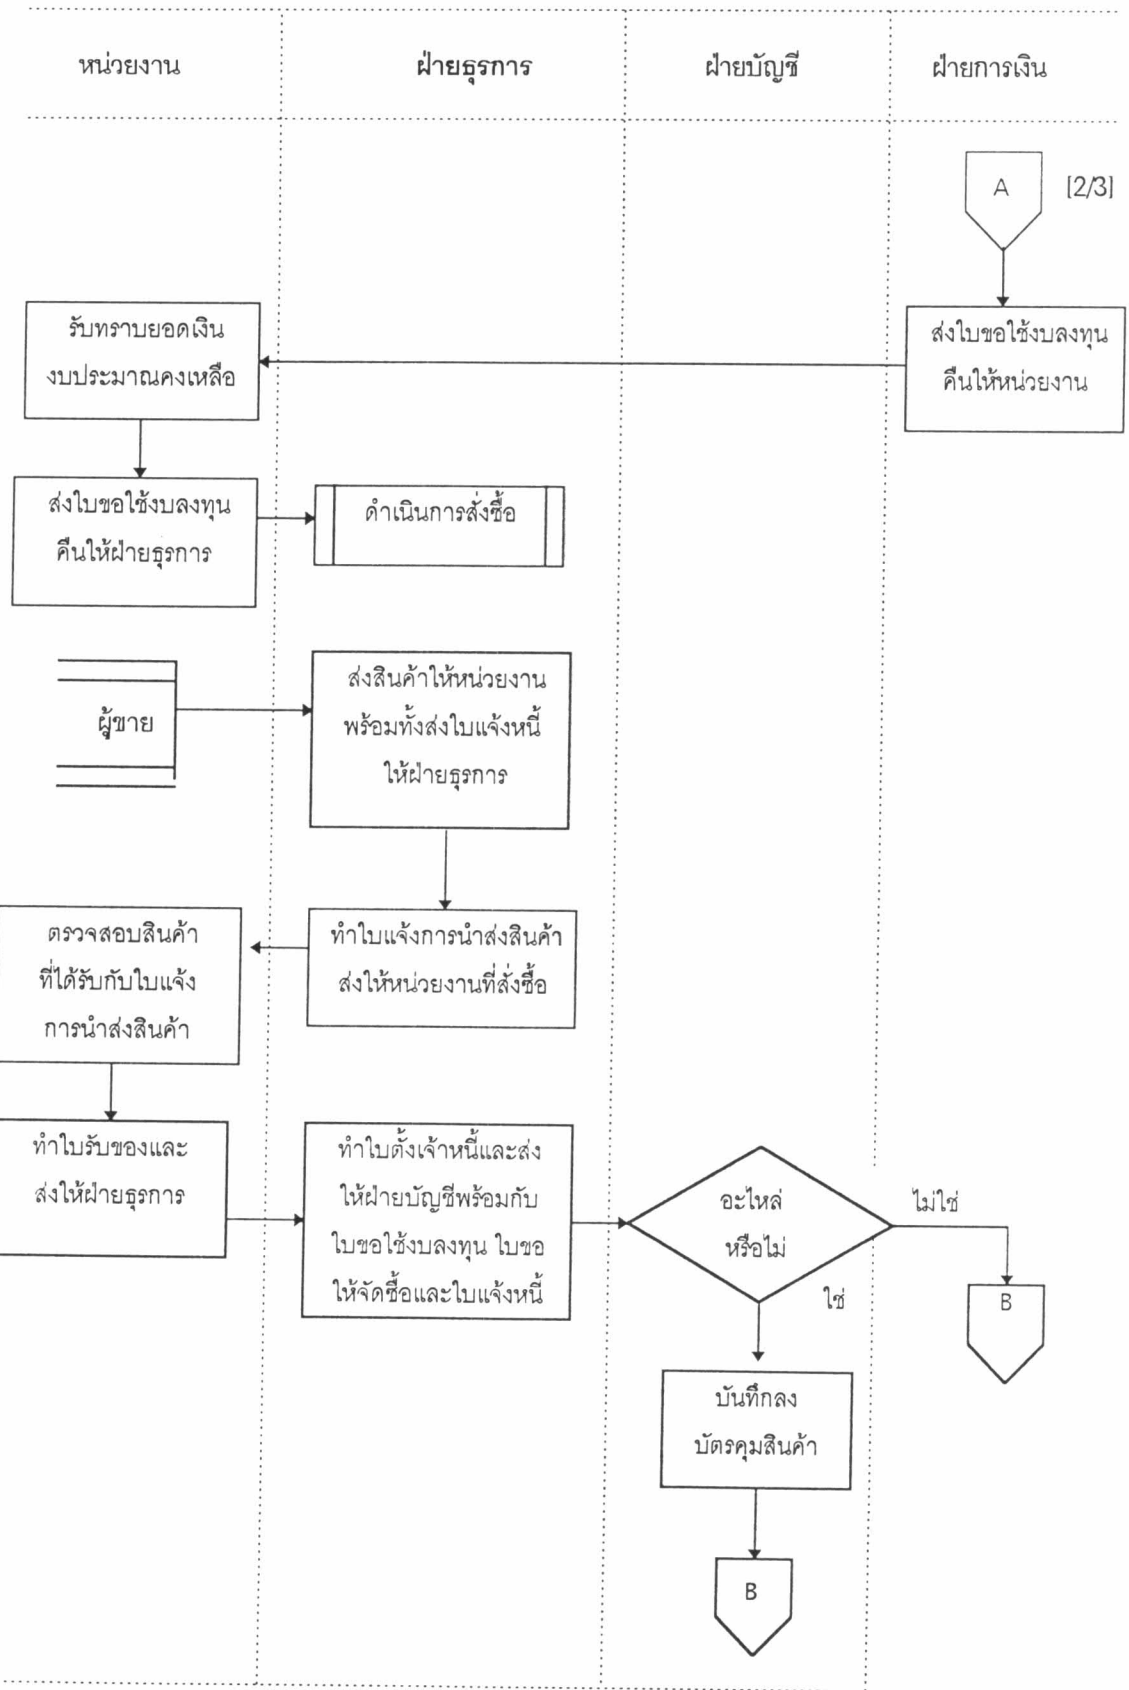 หน่วยงาน
ฝ่ายธุรการ
ฝ่ายบัญชี
ฝ่ายการเงิน
A
[2/3]
รับทราบยอดเงิน
งบประมาณคงเหลือ
ส่งใบขอใช้งบลงทุน
คืนให้หน่วยงาน
ส่งใบขอใช้งบลงทุน
คืนให้ฝ่ายธุรการ
ดำเนินการสั่งซื้อ
ผู้ขาย
ส่งสินค้าให้หน่วยงาน
พร้อมทั้งส่งใบแจ้งหนี้
ให้ฝ่ายธุรการ
ตรวจสอบสินค้า
ที่ได้รับกับใบแจ้ง
การนำส่งสินค้า
ทำใบแจ้งการนำส่งสินค้า
ส่งให้หน่วยงานที่สั่งซื้อ
ทำใบรับของและ
ส่งให้ฝ่ายธุรการ
ทำใบตั้งเจ้าหนี้และส่ง
ให้ฝ่ายบัญชีพร้อมกับ
ใบขอใช้งบลงทุน ใบขอ
ให้จัดซื้อและใบแจ้งหนี้
อะไหล่
หรือไม่
ไม่ใช่
ใช่
B
บันทึกลง
บัตรคุมสินค้า
B